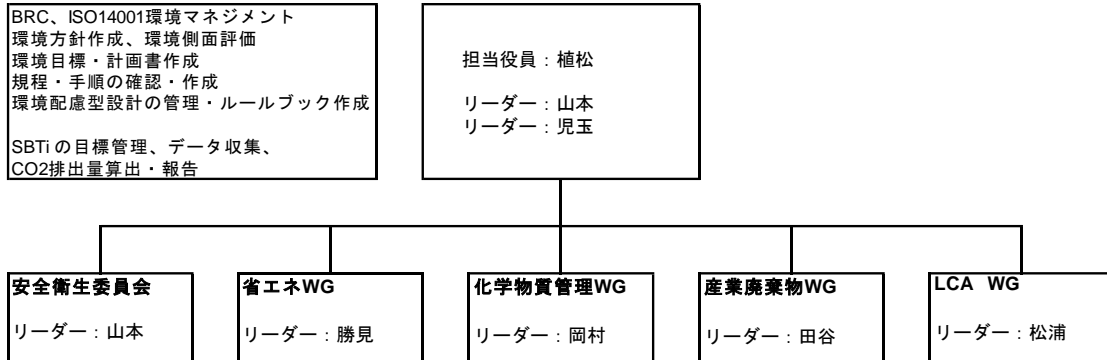 BRC、ISO14001環境マネジメント
環境方針作成、環境側面評価
環境目標・計画書作成
規程・手順の確認・作成
環境配慮型設計の管理・ルールブック作成
SBTiの目標管理、データ収集、
CO2排出量算出・報告
担当役員：植松
リーダー：山本
リーダー：児玉
安全衛生委員会
リーダー：山本
省エネWG
リーダー：勝見
化学物質管理WG
リーダー：岡村
産業廃棄物WG
リーダー：田谷
LCA WG
リーダー：松浦